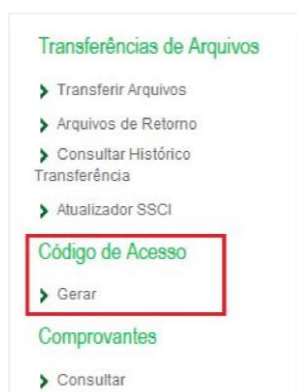 Transferências de Arquivos
Transferir Arquivos
Arquivos de Retorno
Consultar Histórico
Transferência
Atualizador SSCI
Código de Acesso
Gerar
Comprovantes
Consultar